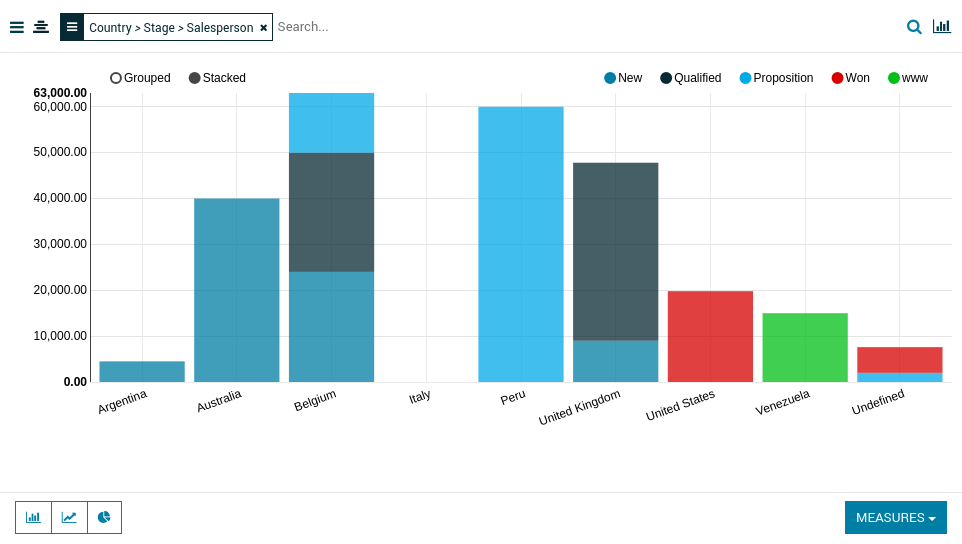 Country > Stage > Salesperson × Search...
Grouped Stacked New Qualified Proposition Won www
63,000.00
60,000.00
50,000.00
40,000.00
30,000.00
20,000.00
10,000.00
0.00
Argentina Australia Belgium Italy Peru United Kingdom United States Venezuela Undefined
MEASURES